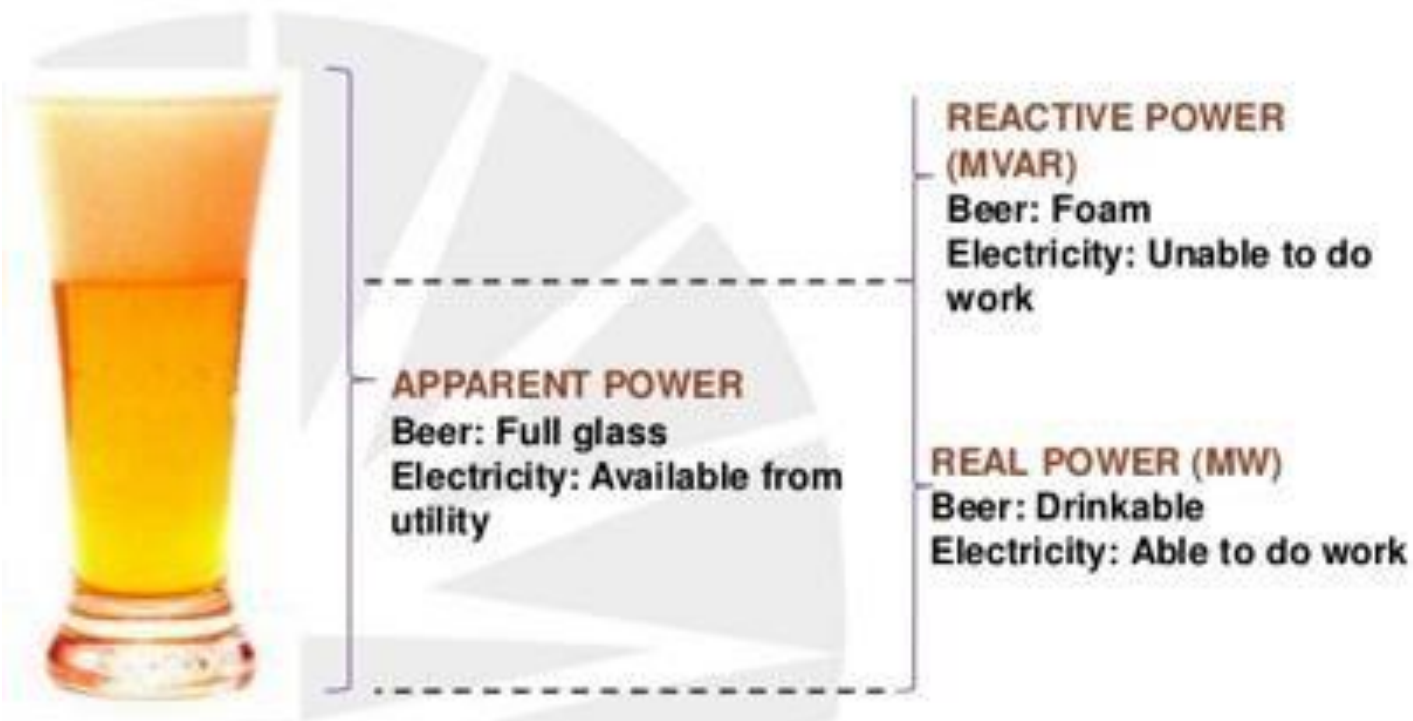 APPARENT POWER
Beer: Full glass
Electricity: Available from
utility
REACTIVE POWER
(MVAR)
Beer: Foam
Electricity: Unable to do
work
REAL POWER (MW)
Beer: Drinkable
Electricity: Able to do work